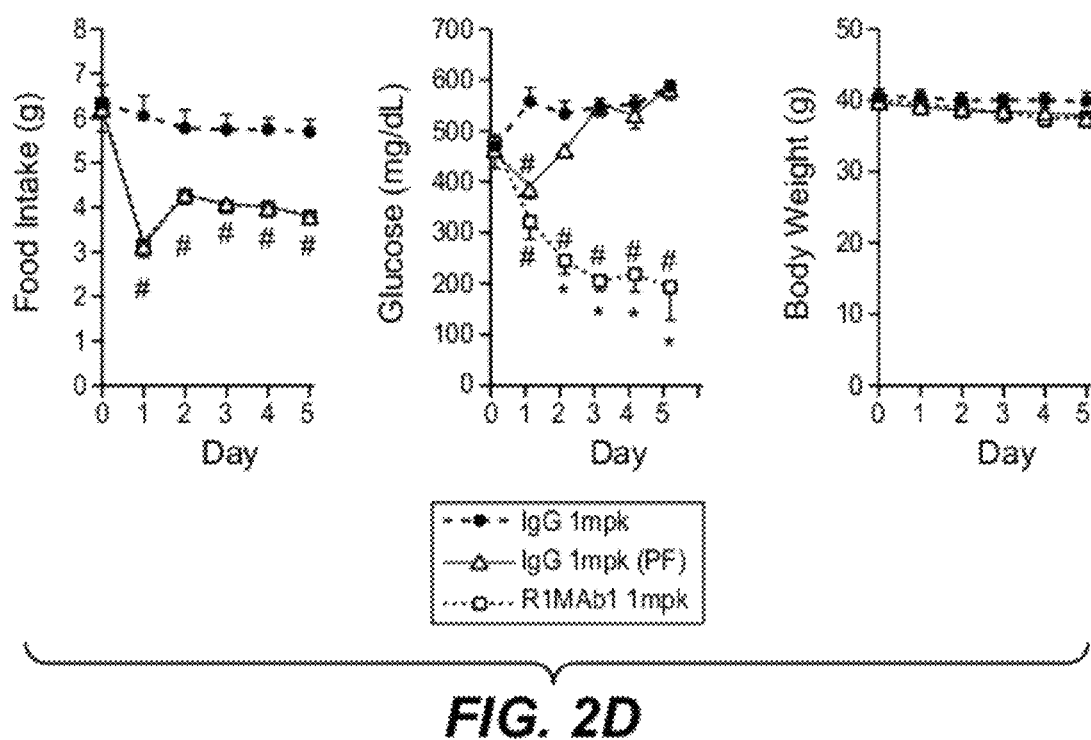 Food Intake (g)
8
7
6
5
4
3
2
1
0
0 1 2 3 4 5
Day
# # # # #
Glucose (mg/dL)
700
600
500
400
300
200
100
0
0 1 2 3 4 5
Day
#
# # # # #
* * * *
Body Weight (g)
50
40
30
20
10
0
0 1 2 3 4 5
Day
IgG 1mpk
IgG 1mpk (PF)
R1MAb1 1mpk
FIG. 2D